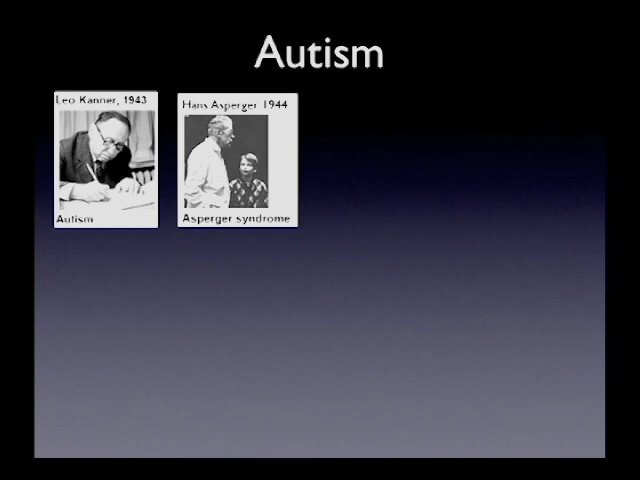 Autism
Leo Kanner, 1943
Autism
Hans Asperger 1944
Asperger syndrome